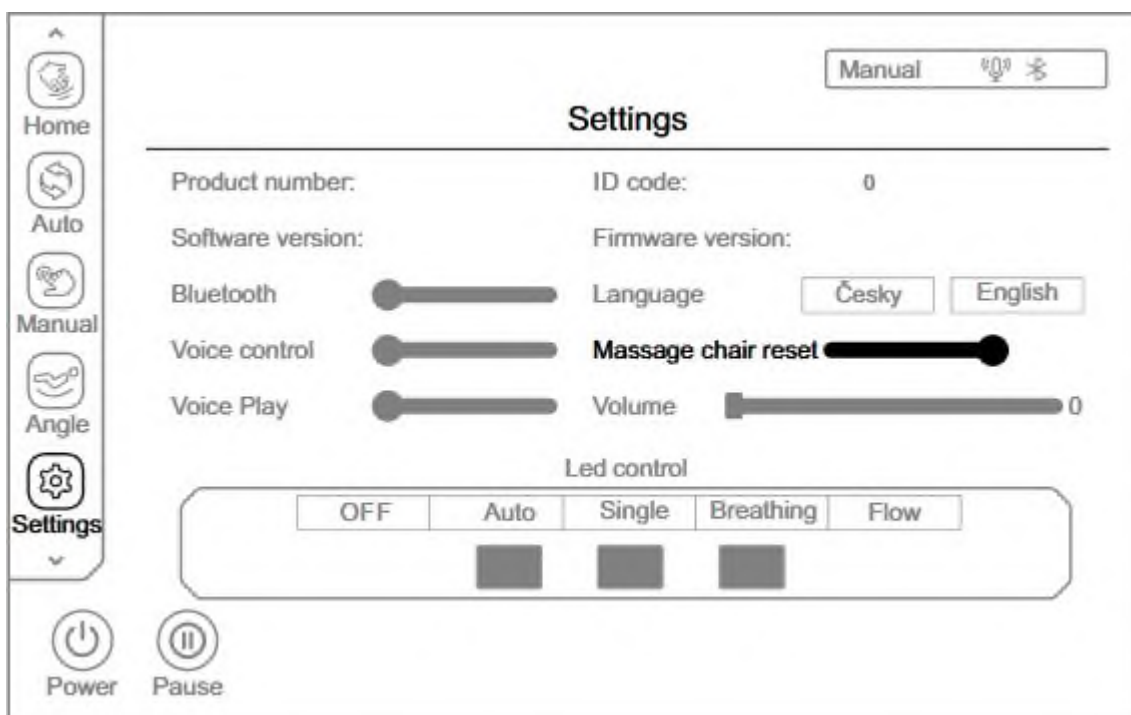 Manual
Settings
Home
Auto
Manual
Angle
Settings
Product number:
ID code: 0
Software version:
Firmware version:
Bluetooth
Language Česky English
Voice control
Massage chair reset
Voice Play
Volume 0
Led control
OFF Auto Single Breathing Flow
Power Pause